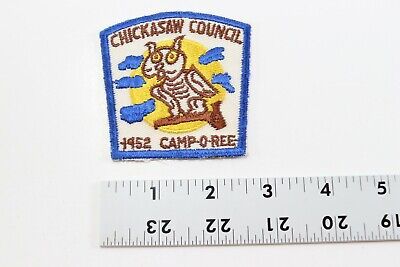 CHICKASAW COUNCIL
1952 CAMP-O-REE
1 2 3 4 5
23 22 21 20 19